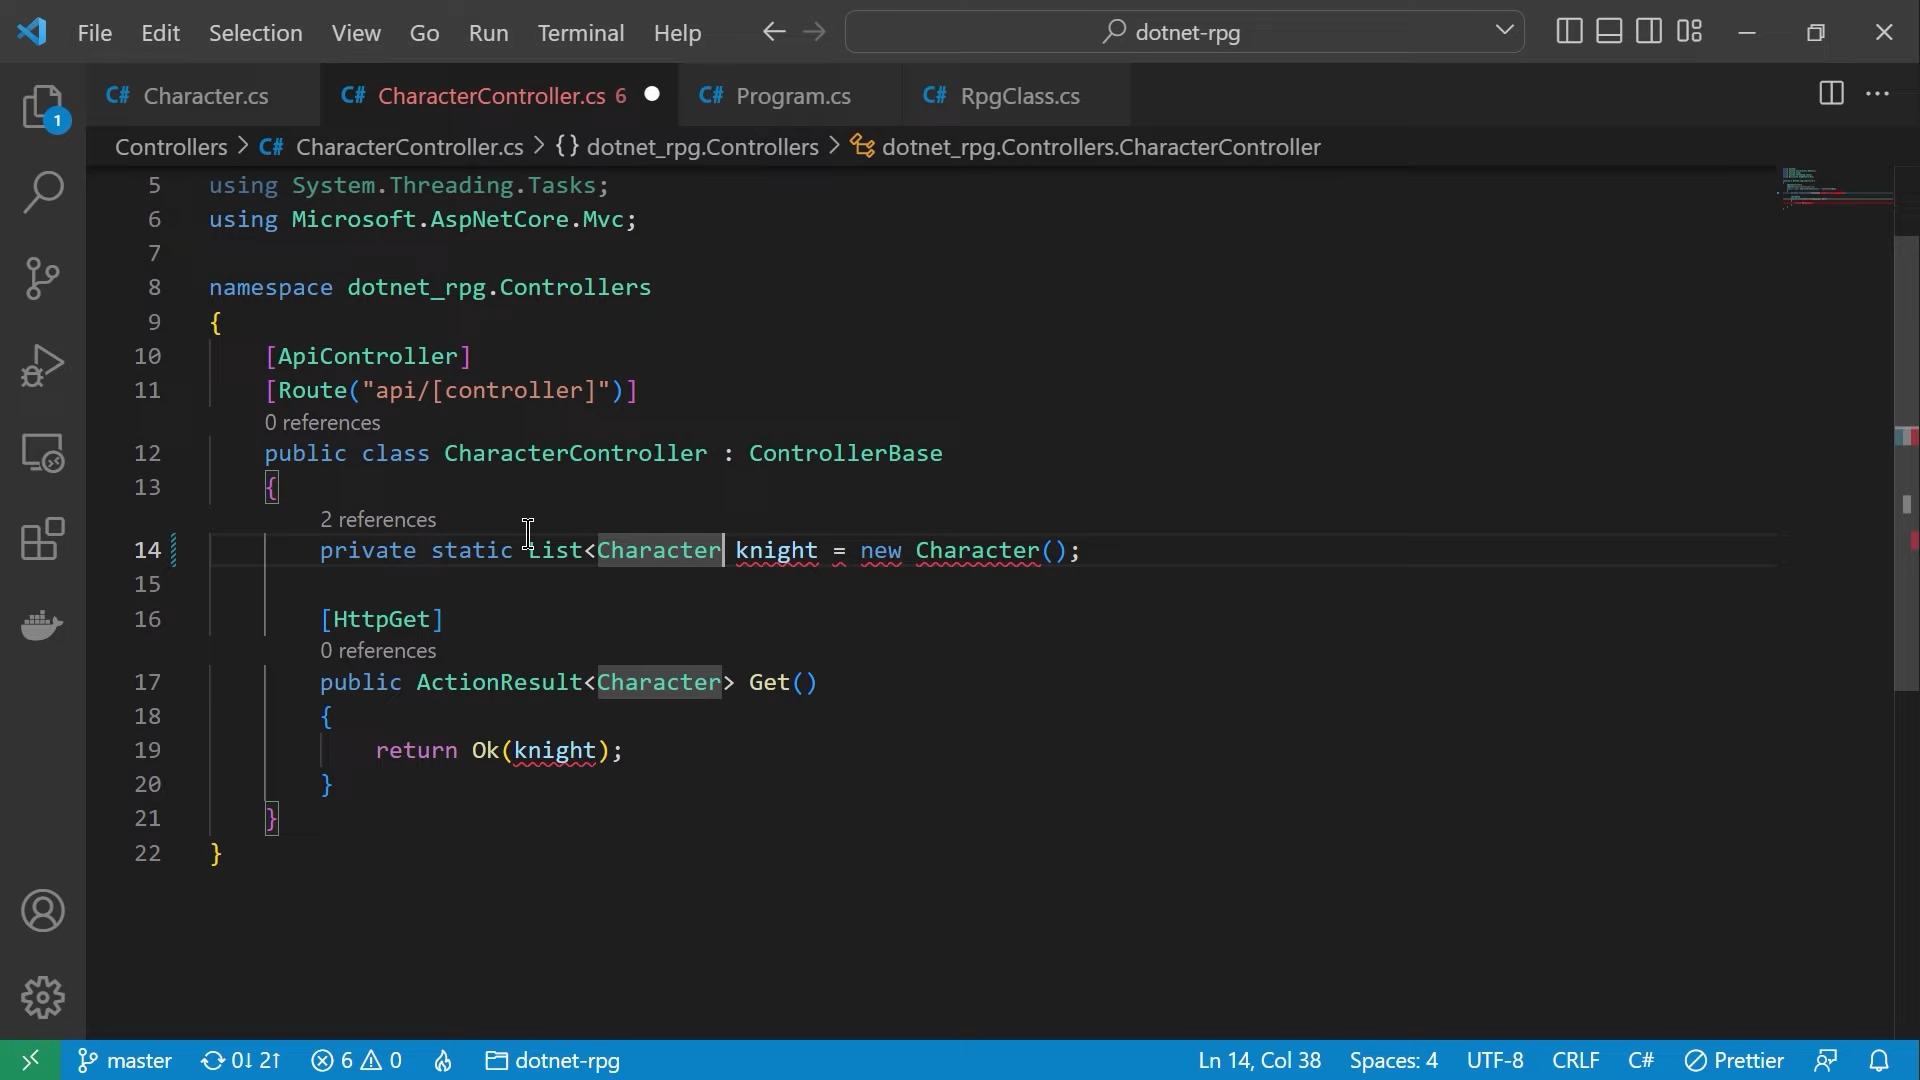 File Edit Selection View Go Run Terminal Help dotnet-rpg
C# Character.cs C# CharacterController.cs 6 C# Program.cs C# RpgClass.cs
Controllers > C# CharacterController.cs > {} dotnet_rpg.Controllers > dotnet_rpg.Controllers.CharacterController
1
5 using System.Threading.Tasks;
6 using Microsoft.AspNetCore.Mvc;
7
8 namespace dotnet_rpg.Controllers
9 {
10 [ApiController]
11 [Route("api/[controller]")]
0 references
12 public class CharacterController : ControllerBase
13 {
2 references
14 private static List<Character knight = new Character();
15
16 [HttpGet]
0 references
17 public ActionResult<Character> Get()
18 {
19 return Ok(knight);
20 }
21 }
22 }
master 0↓ 2↑ 6 0 dotnet-rpg Ln 14, Col 38 Spaces: 4 UTF-8 CRLF C# Prettier